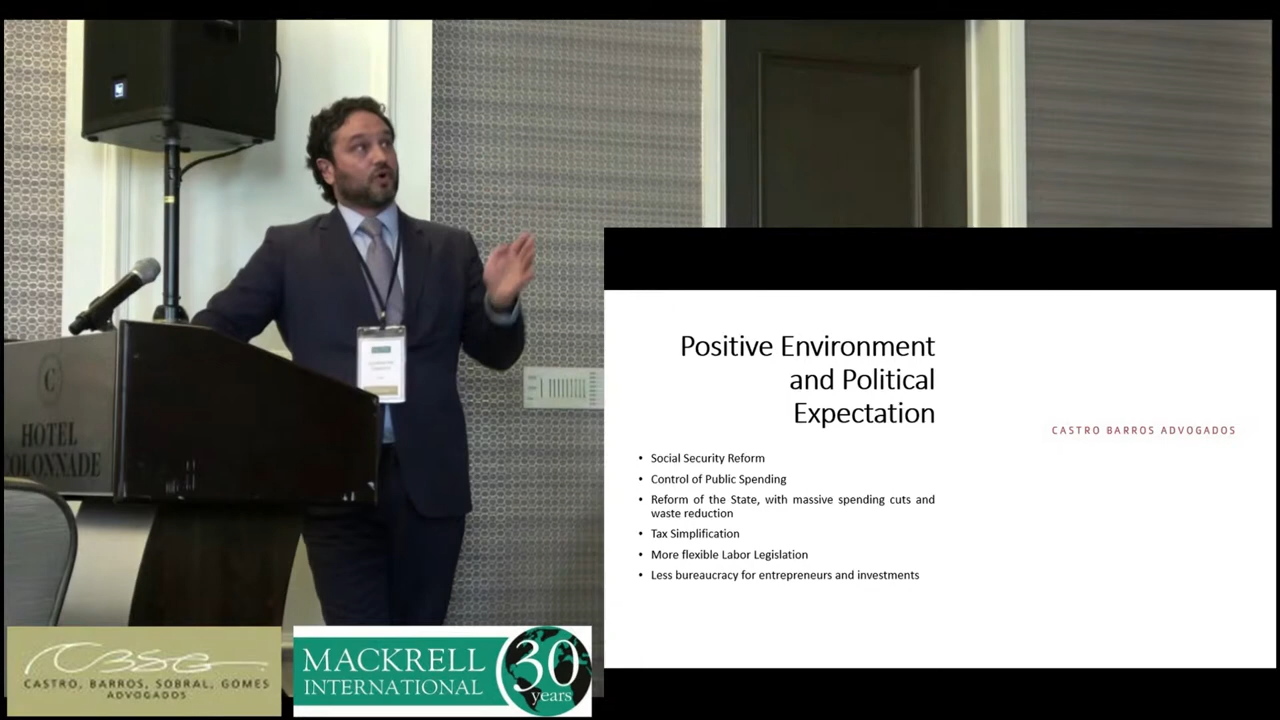 C
HOTEL
COLONNADE
Positive Environment
and Political
Expectation
CASTRO BARROS ADVOGADOS
• Social Security Reform
• Control of Public Spending
• Reform of the State, with massive spending cuts and
waste reduction
• Tax Simplification
• More flexible Labor Legislation
• Less bureaucracy for entrepreneurs and investments
CBSG
CASTRO, BARROS, SOBRAL, GOMES
ADVOGADOS
MACKRELL
INTERNATIONAL
30
years